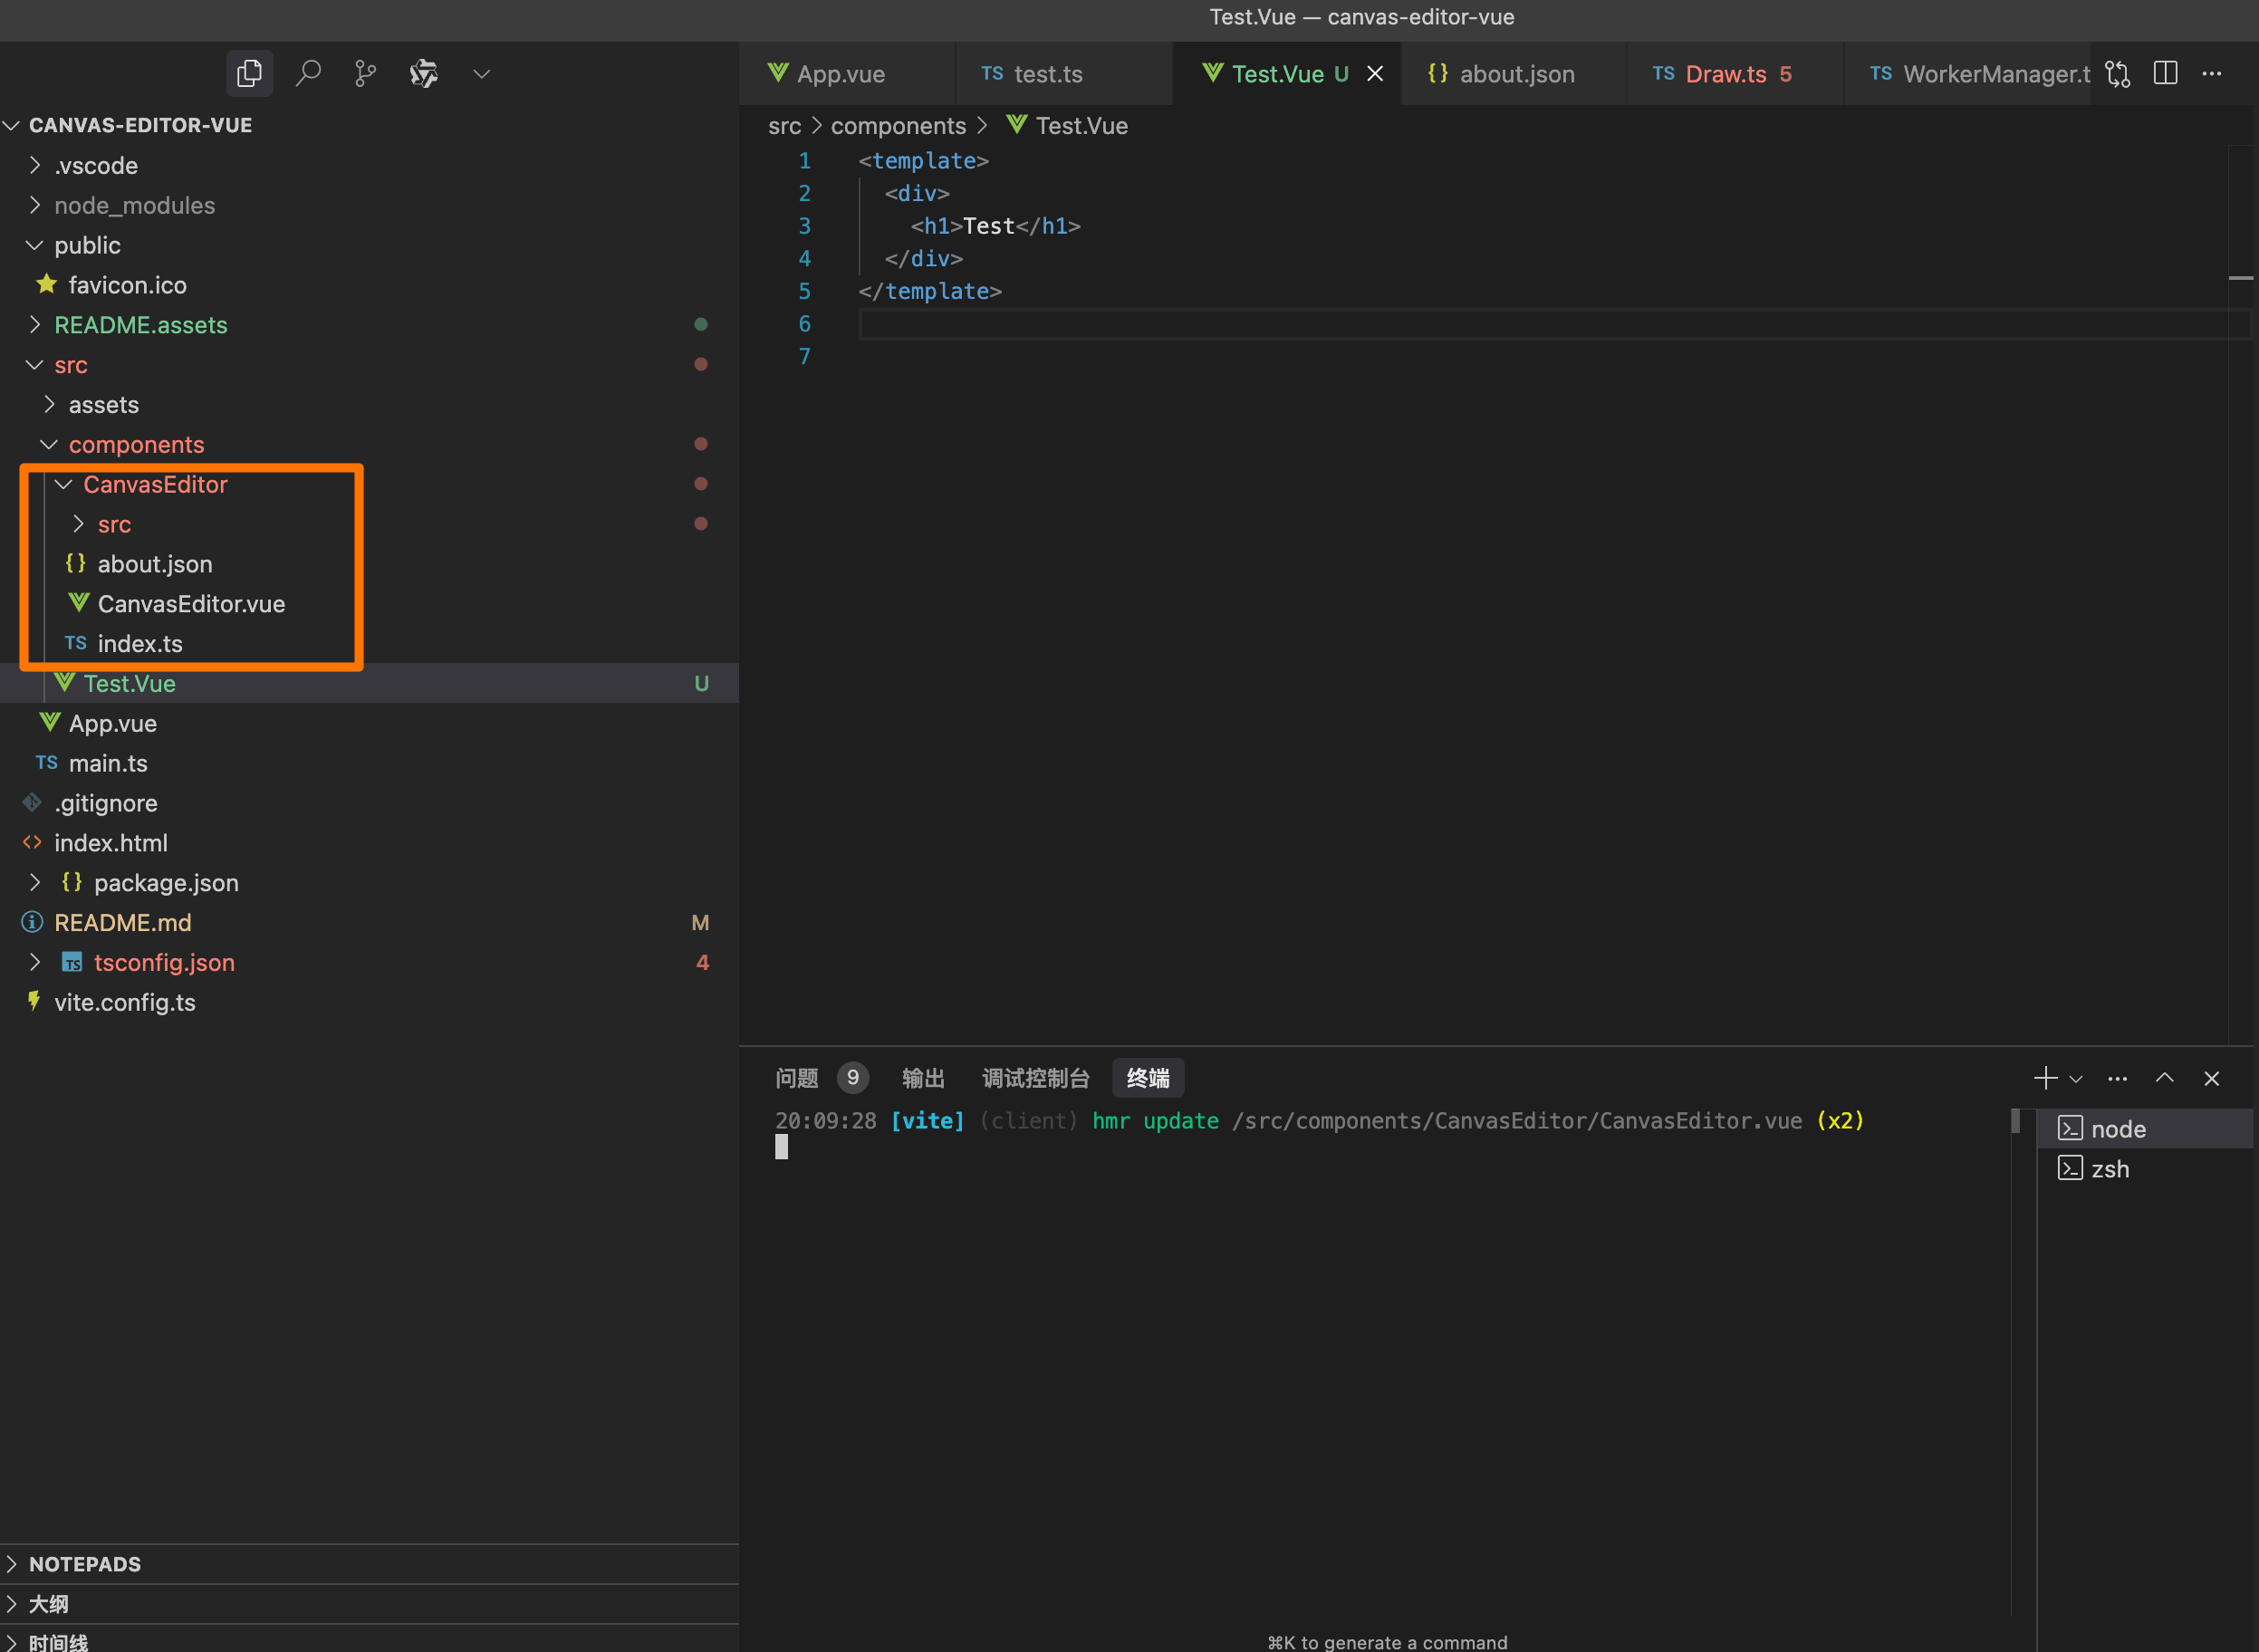 Test.Vue — canvas-editor-vue
App.vue
TS test.ts
Test.Vue U
{} about.json
TS Draw.ts 5
TS WorkerManager.t
CANVAS-EDITOR-VUE
.vscode
node_modules
public
favicon.ico
README.assets
src
assets
components
CanvasEditor
src
{} about.json
CanvasEditor.vue
TS index.ts
Test.Vue U
App.vue
TS main.ts
.gitignore
<> index.html
{} package.json
README.md M
TS tsconfig.json 4
vite.config.ts
NOTEPADS
大纲
时间线
src > components > Test.Vue
1 <template>
2 <div>
3 <h1>Test</h1>
4 </div>
5 </template>
6
7
问题 9 输出 调试控制台 终端
20:09:28 [vite] (client) hmr update /src/components/CanvasEditor/CanvasEditor.vue (x2)
node
zsh
⌘K to generate a command